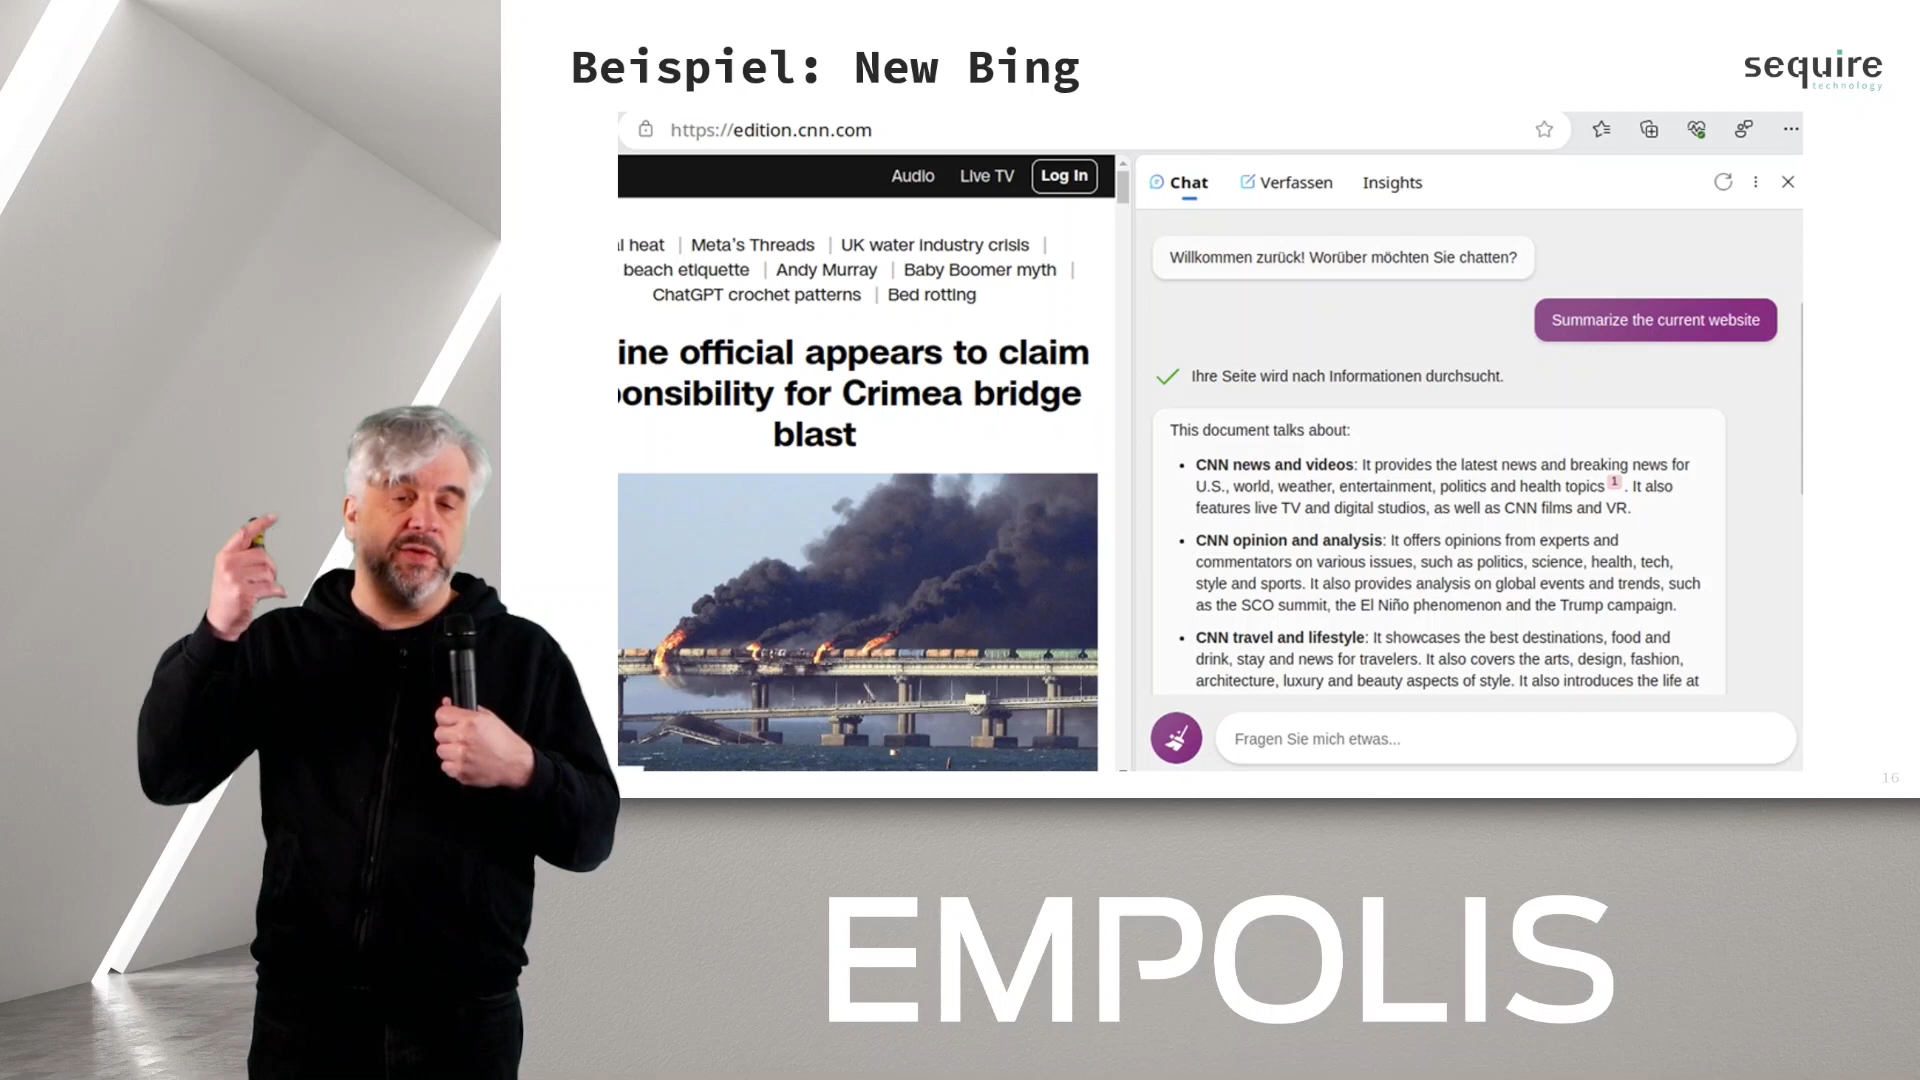 Beispiel: New Bing
sequire
technology
https://edition.cnn.com
Audio Live TV Log In
al heat | Meta's Threads | UK water industry crisis |
beach etiquette | Andy Murray | Baby Boomer myth |
ChatGPT crochet patterns | Bed rotting
ine official appears to claim
onsibility for Crimea bridge
blast
Chat Verfassen Insights
Willkommen zurück! Worüber möchten Sie chatten?
Summarize the current website
Ihre Seite wird nach Informationen durchsucht.
This document talks about:
• CNN news and videos: It provides the latest news and breaking news for
U.S., world, weather, entertainment, politics and health topics 1 . It also
features live TV and digital studios, as well as CNN films and VR.
• CNN opinion and analysis: It offers opinions from experts and
commentators on various issues, such as politics, science, health, tech,
style and sports. It also provides analysis on global events and trends, such
as the SCO summit, the El Niño phenomenon and the Trump campaign.
• CNN travel and lifestyle: It showcases the best destinations, food and
drink, stay and news for travelers. It also covers the arts, design, fashion,
architecture, luxury and beauty aspects of style. It also introduces the life at
Fragen Sie mich etwas...
16
EMPOLIS